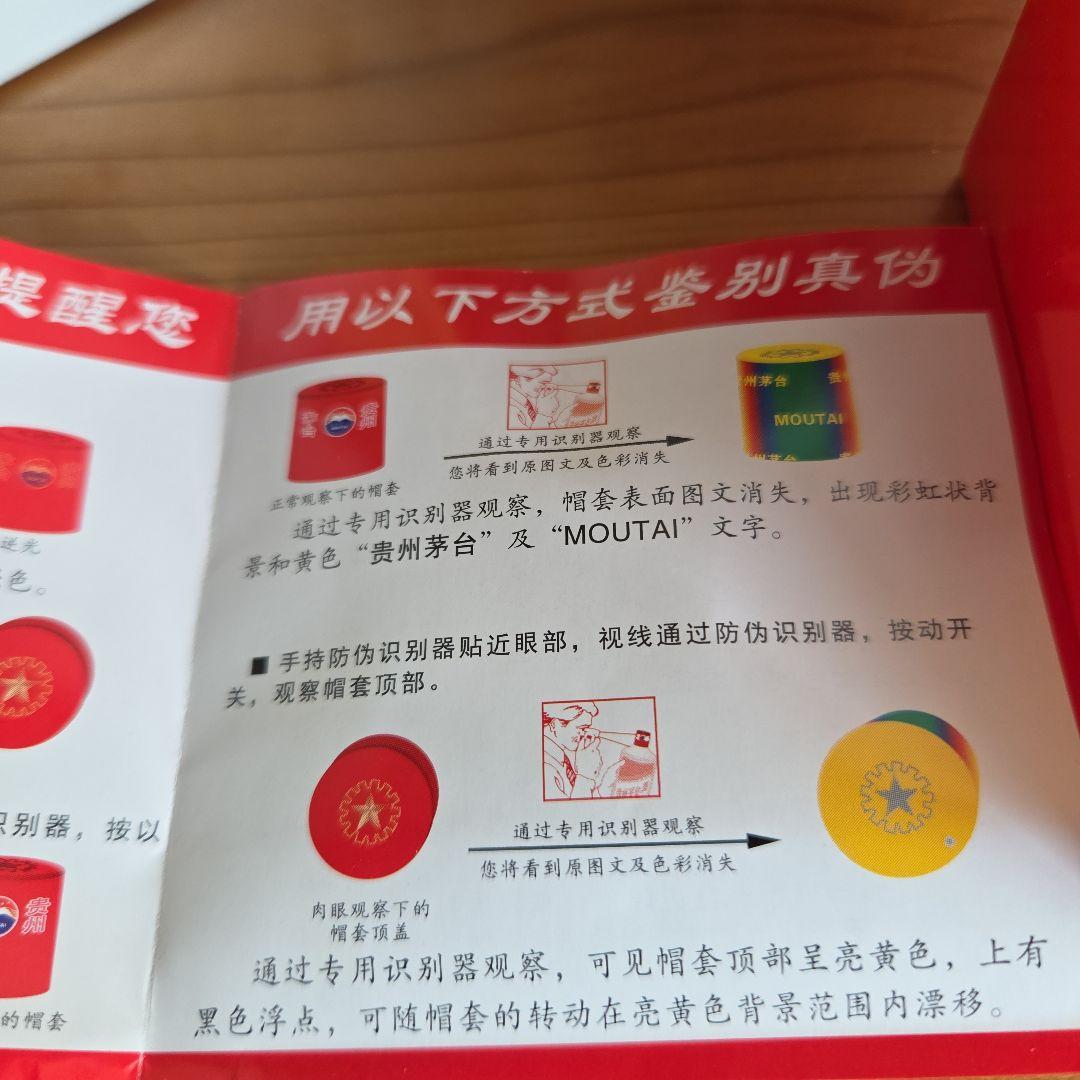 提醒您
逆光
色。
识别器，按以
贵州
的帽套
用以下方式鉴别真伪
茅台
贵州
正常观察下的帽套
通过专用识别器观察
您将看到原图文及色彩消失
州茅台 贵州
MOUTAI
州茅台
通过专用识别器观察，帽套表面图文消失，出现彩虹状背
景和黄色“贵州茅台”及“MOUTAI”文字。
■ 手持防伪识别器贴近眼部，视线通过防伪识别器，按动开
关，观察帽套顶部。
肉眼观察下的
帽套顶盖
通过专用识别器观察
您将看到原图文及色彩消失
通过专用识别器观察，可见帽套顶部呈亮黄色，上有
黑色浮点，可随帽套的转动在亮黄色背景范围内漂移。